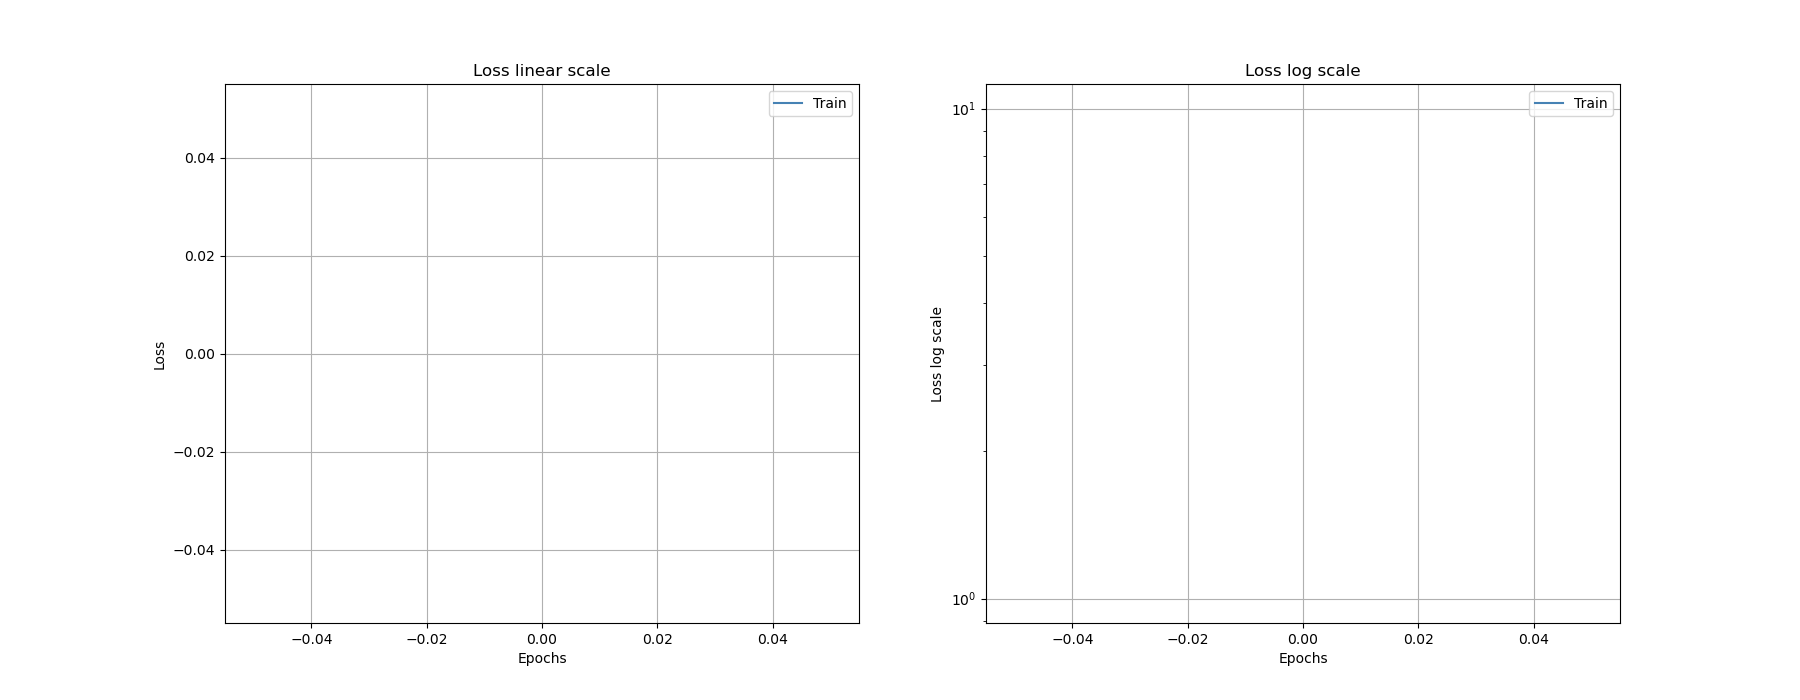 Loss linear scale
Train
0.04
0.02
0.00
−0.02
−0.04
Loss
−0.04 −0.02 0.00 0.02 0.04
Epochs
Loss log scale
Train
10¹
10⁰
Loss log scale
−0.04 −0.02 0.00 0.02 0.04
Epochs